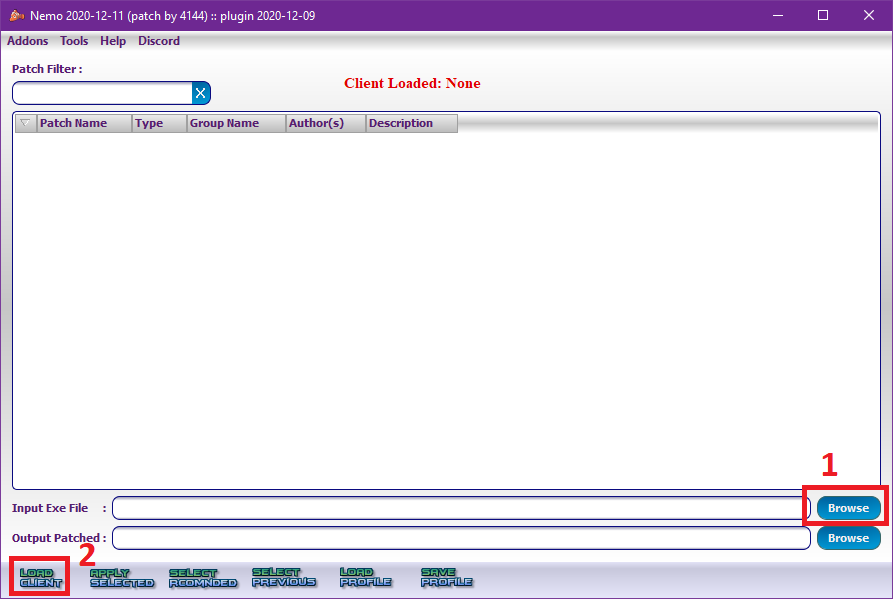 Nemo 2020-12-11 (patch by 4144) :: plugin 2020-12-09
Addons Tools Help Discord
Patch Filter :
Client Loaded: None
X
Patch Name Type Group Name Author(s) Description
1
Input Exe File : Browse
Output Patched : Browse
2
LOAD
CLIENT
APPLY
SELECTED
SELECT
RCOMNDED
SELECT
PREVIOUS
LOAD
PROFILE
SAVE
PROFILE